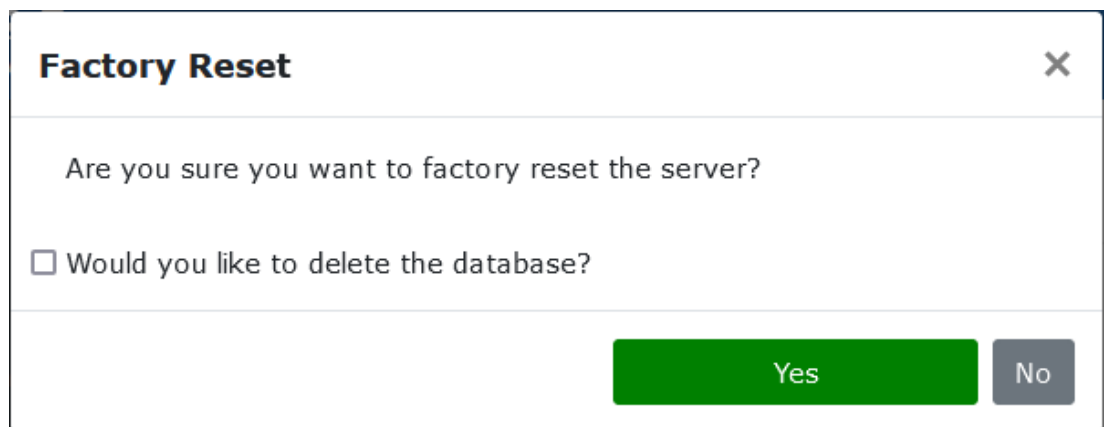 Factory Reset
Are you sure you want to factory reset the server?
Would you like to delete the database?
Yes
No